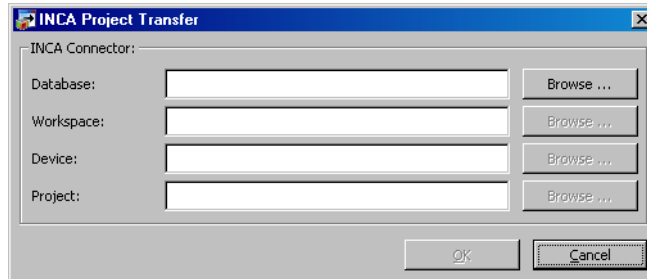 INCA Project Transfer
INCA Connector:
Database: Browse ...
Workspace: Browse ...
Device: Browse ...
Project: Browse ...
OK Cancel